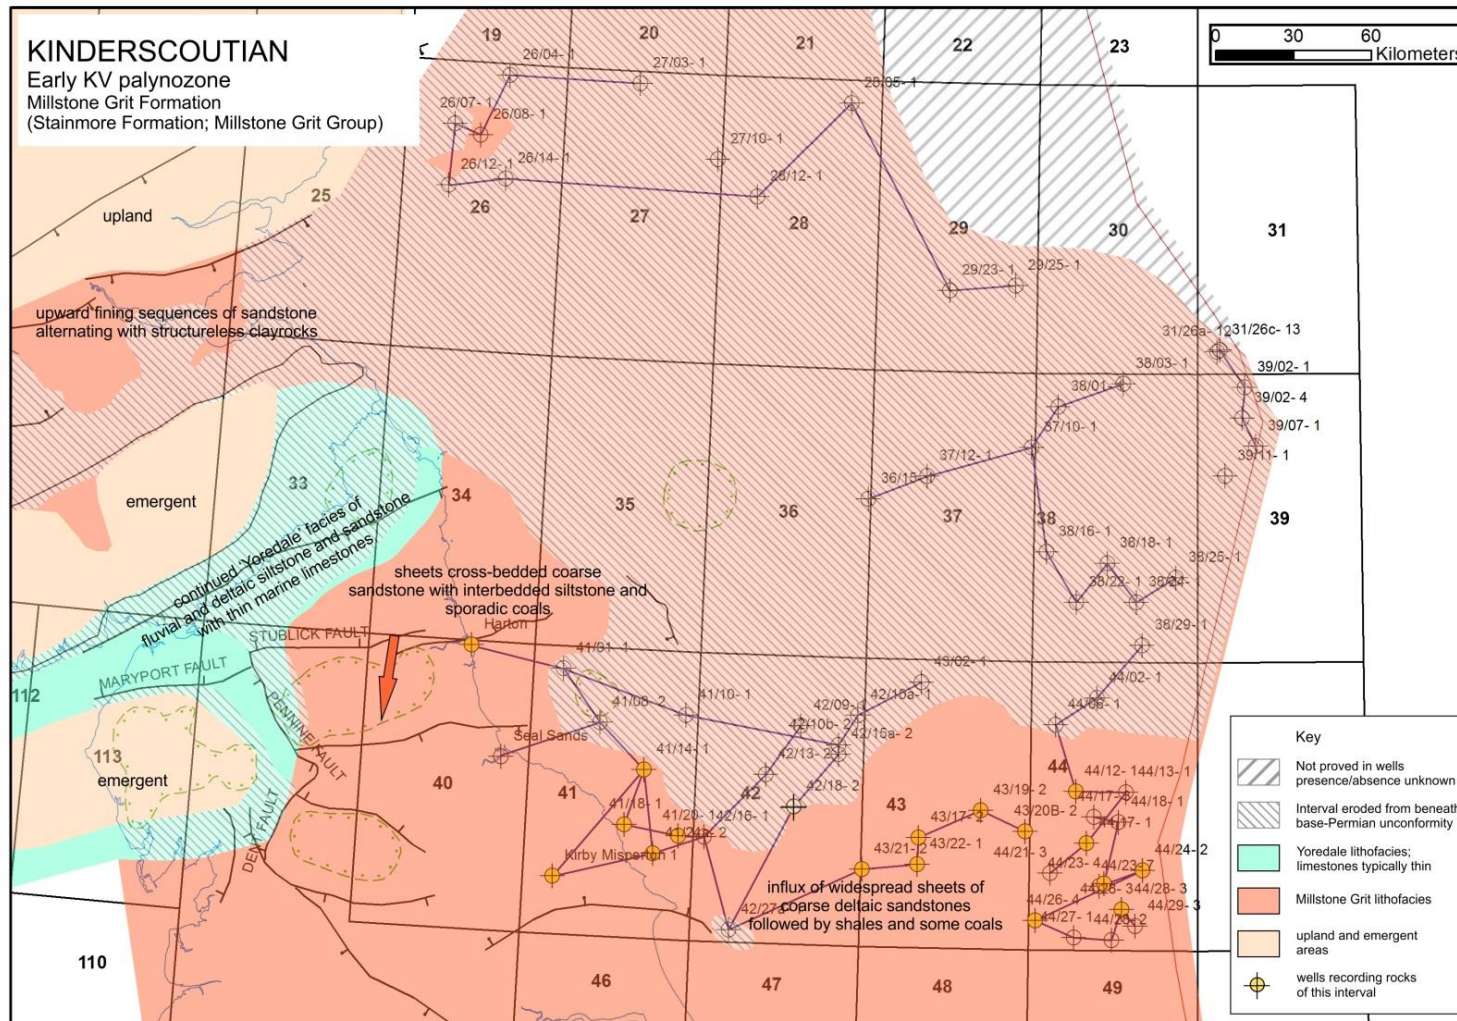 KINDERSCOUTIAN
Early KV palynozone
Millstone Grit Formation
(Stainmore Formation; Millstone Grit Group)
0 30 60
Kilometers
19
20
21
22
23
26/04- 1
27/03- 1
28/05- 1
26/07- 1
26/08- 1
27/10- 1
26/12- 1
26/14- 1
28/12- 1
25
26
27
28
29
30
31
upland
29/23- 1
29/25- 1
upward fining sequences of sandstone
alternating with structureless clayrocks
31/26a- 12
31/26c- 13
38/03- 1
39/02- 1
38/01- 1
39/02- 4
37/10- 1
39/07- 1
37/12- 1
39/11- 1
36/15
33
34
35
36
37
38
39
emergent
continued 'Yoredale' facies of
fluvial and deltaic siltstone and sandstone
with thin marine limestones
38/16- 1
38/18- 1
38/25- 1
38/22- 1
38/24- 1
sheets cross-bedded coarse
sandstone with interbedded siltstone and
sporadic coals
Harton
STUBLICK FAULT
MARYPORT FAULT
PENNINE FAULT
DENT FAULT
38/29- 1
41/01- 1
43/02- 1
44/02- 1
112
41/08- 2
41/10- 1
42/09- 1
42/10a- 1
42/10b- 2
42/15a- 2
44/06- 1
Seal Sands
41/14- 1
42/13- 2
42/18- 2
113
emergent
40
41
42
43
44
44/12- 1
44/13- 1
43/19- 2
44/18- 1
41/18- 1
41/20- 1
42/16- 1
43/17- 2
43/20B- 2
44/17- 1
41/24a- 2
Kirby Misperton 1
43/21- 2
43/22- 1
44/21- 3
44/23- 4
44/24- 2
44/28- 3
44/26- 4
44/29- 3
44/27- 1
42/27a- 1
influx of widespread sheets of
coarse deltaic sandstones
followed by shales and some coals
110
46
47
48
49
Key
Not proved in wells
presence/absence unknown
Interval eroded from beneath
base-Permian unconformity
Yoredale lithofacies;
limestones typically thin
Millstone Grit lithofacies
upland and emergent
areas
wells recording rocks
of this interval